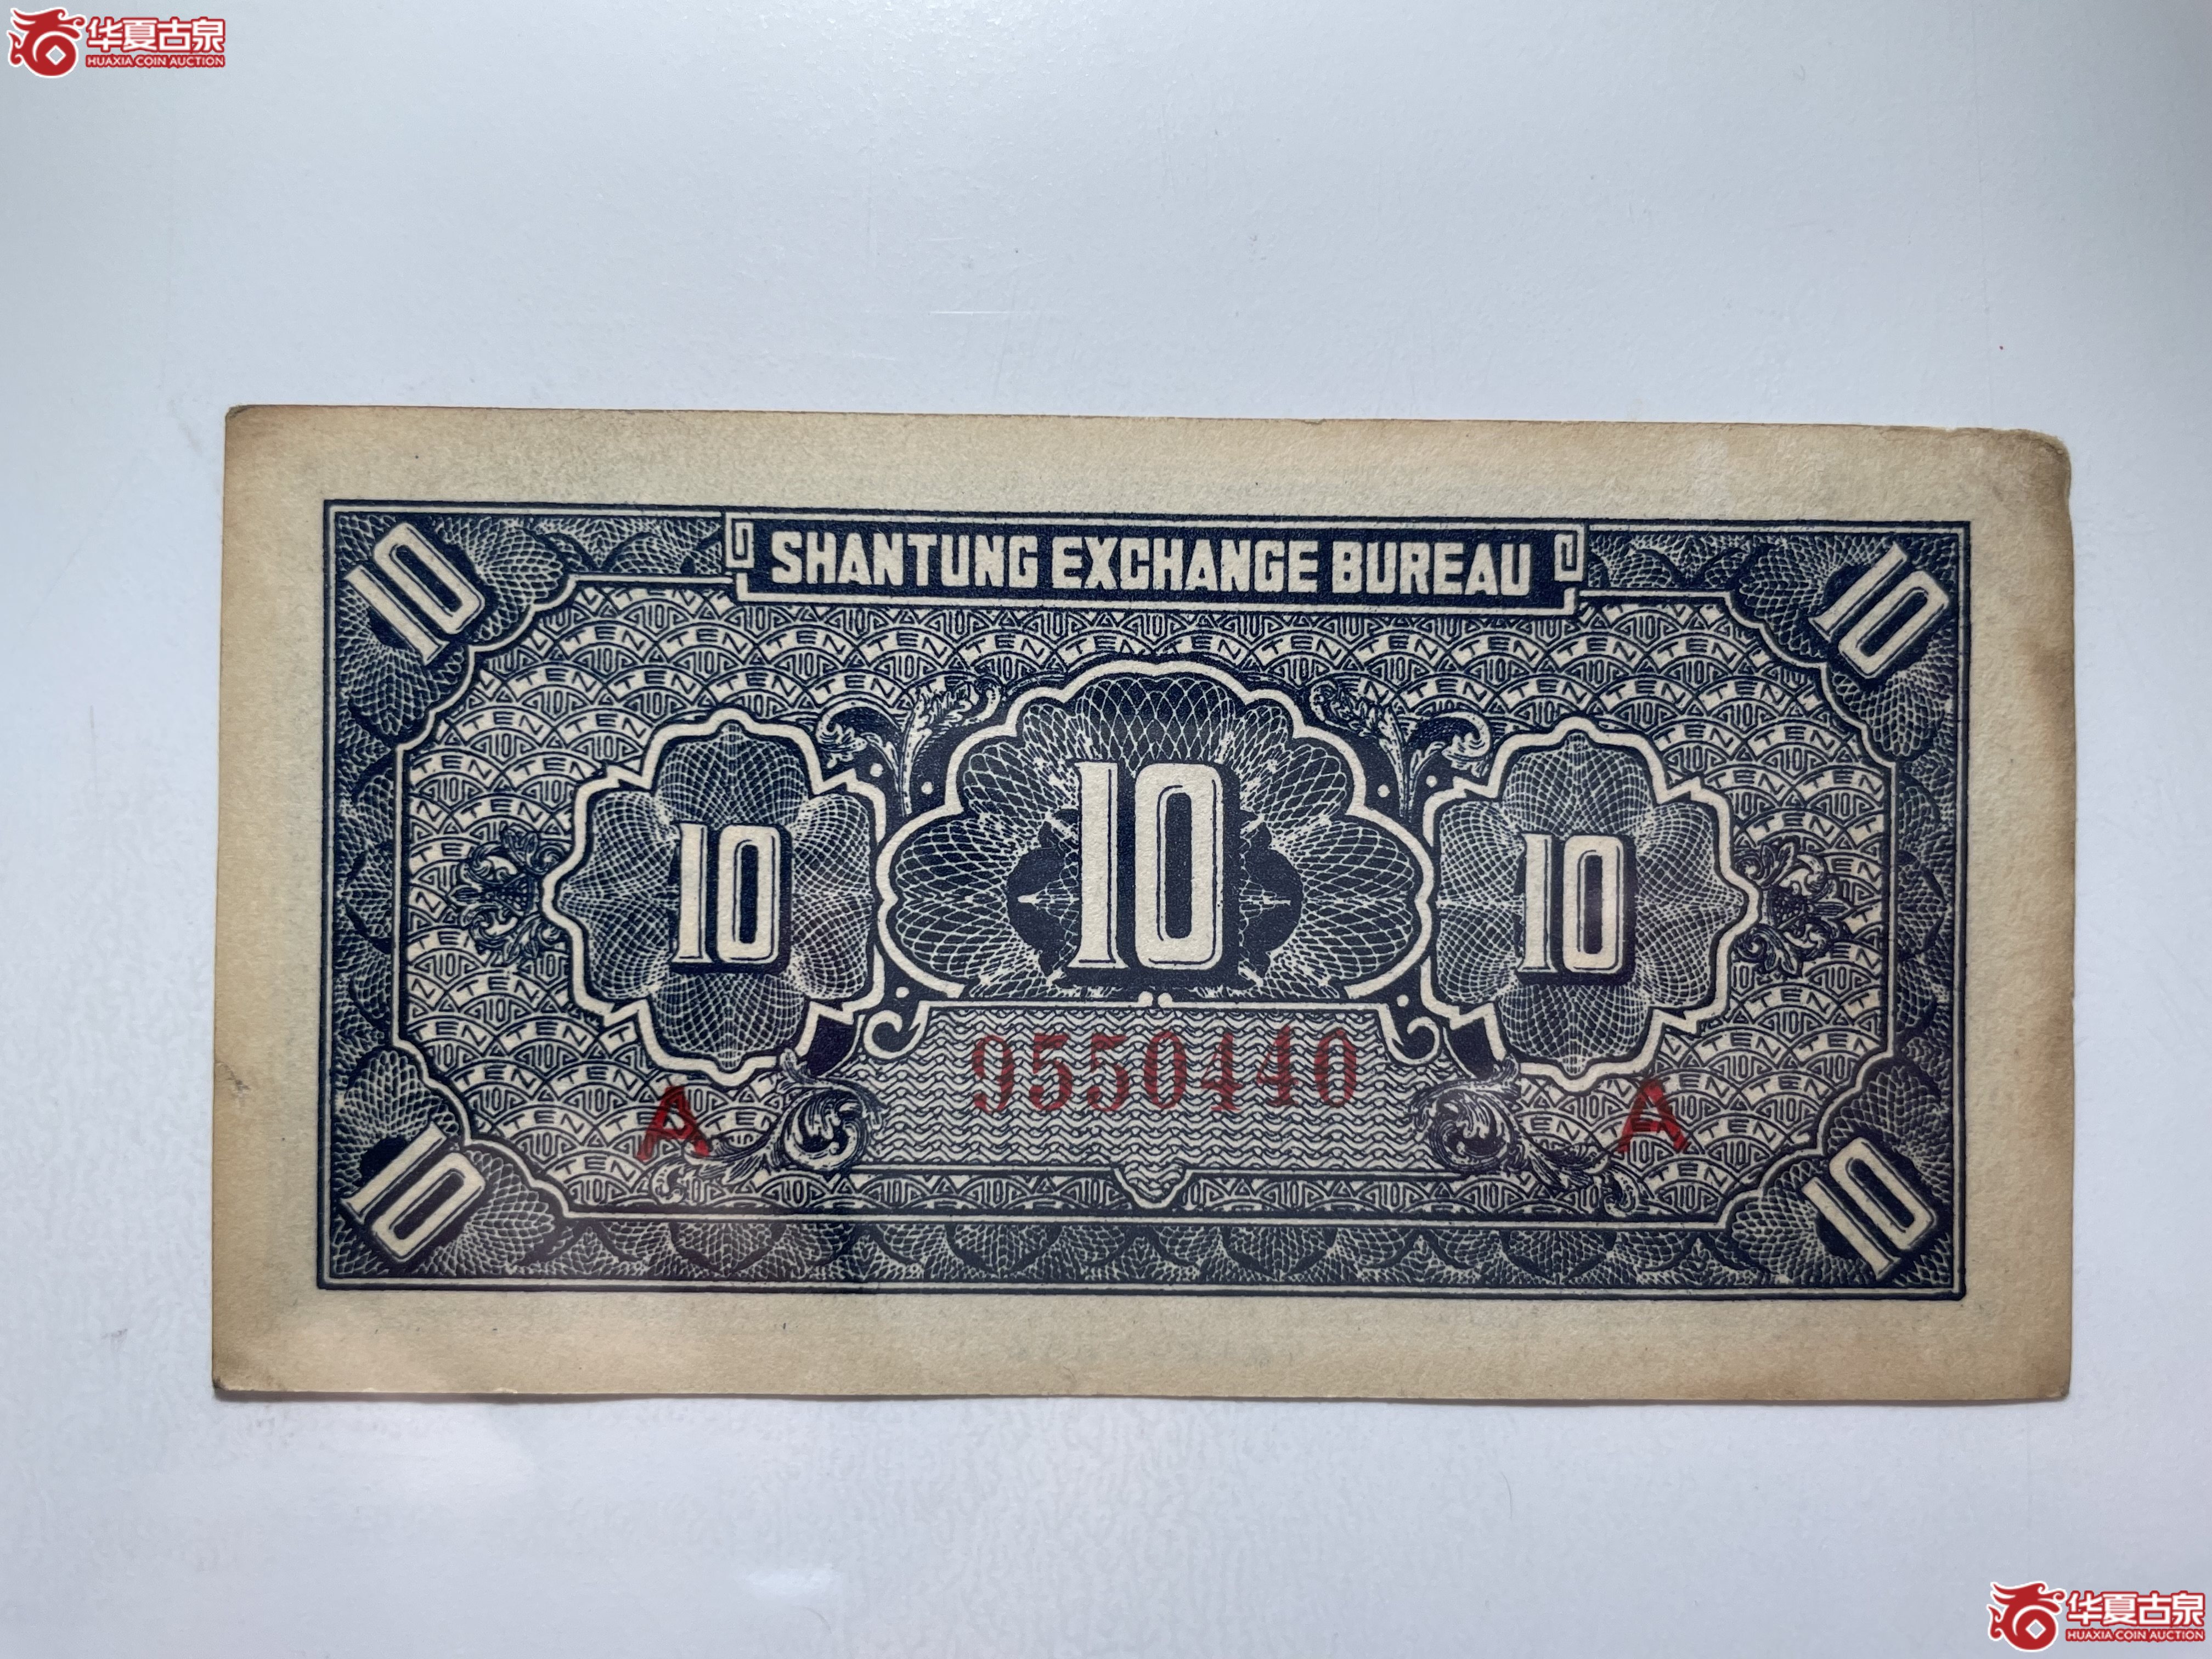 华夏古泉
HUAXIA COIN AUCTION
SHANTUNG EXCHANGE BUREAU
10 10
10 10 10
9550440
A A
10 10
华夏古泉
HUAXIA COIN AUCTION